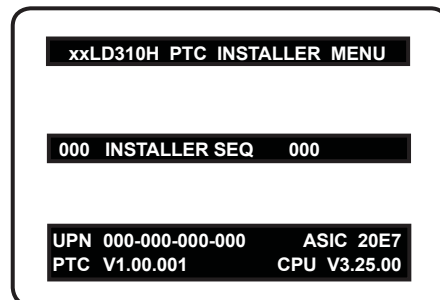 xxLD310H PTC INSTALLER MENU
000 INSTALLER SEQ 000
UPN 000-000-000-000 ASIC 20E7
PTC V1.00.001 CPU V3.25.00